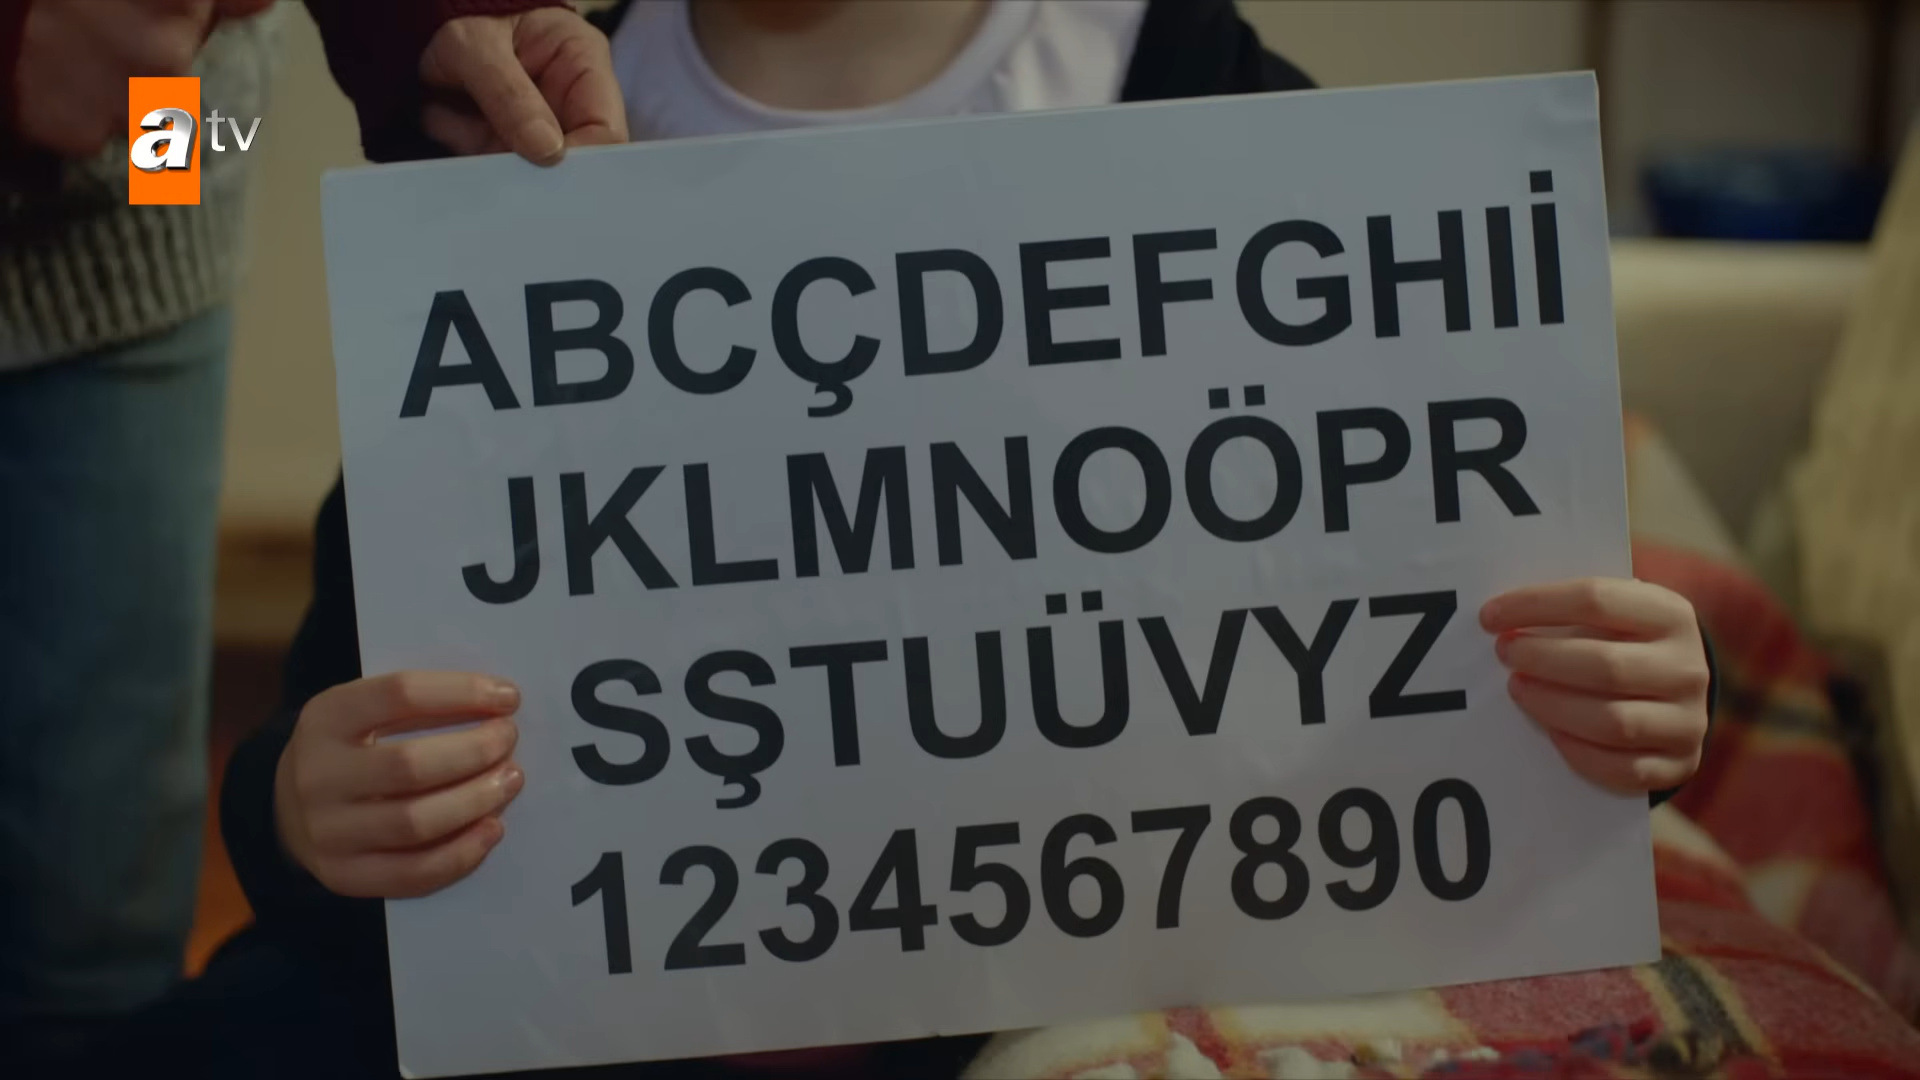 atv
ABCÇDEFGHIİ
JKLMNOÖPR
SŞTUÜVYZ
1234567890